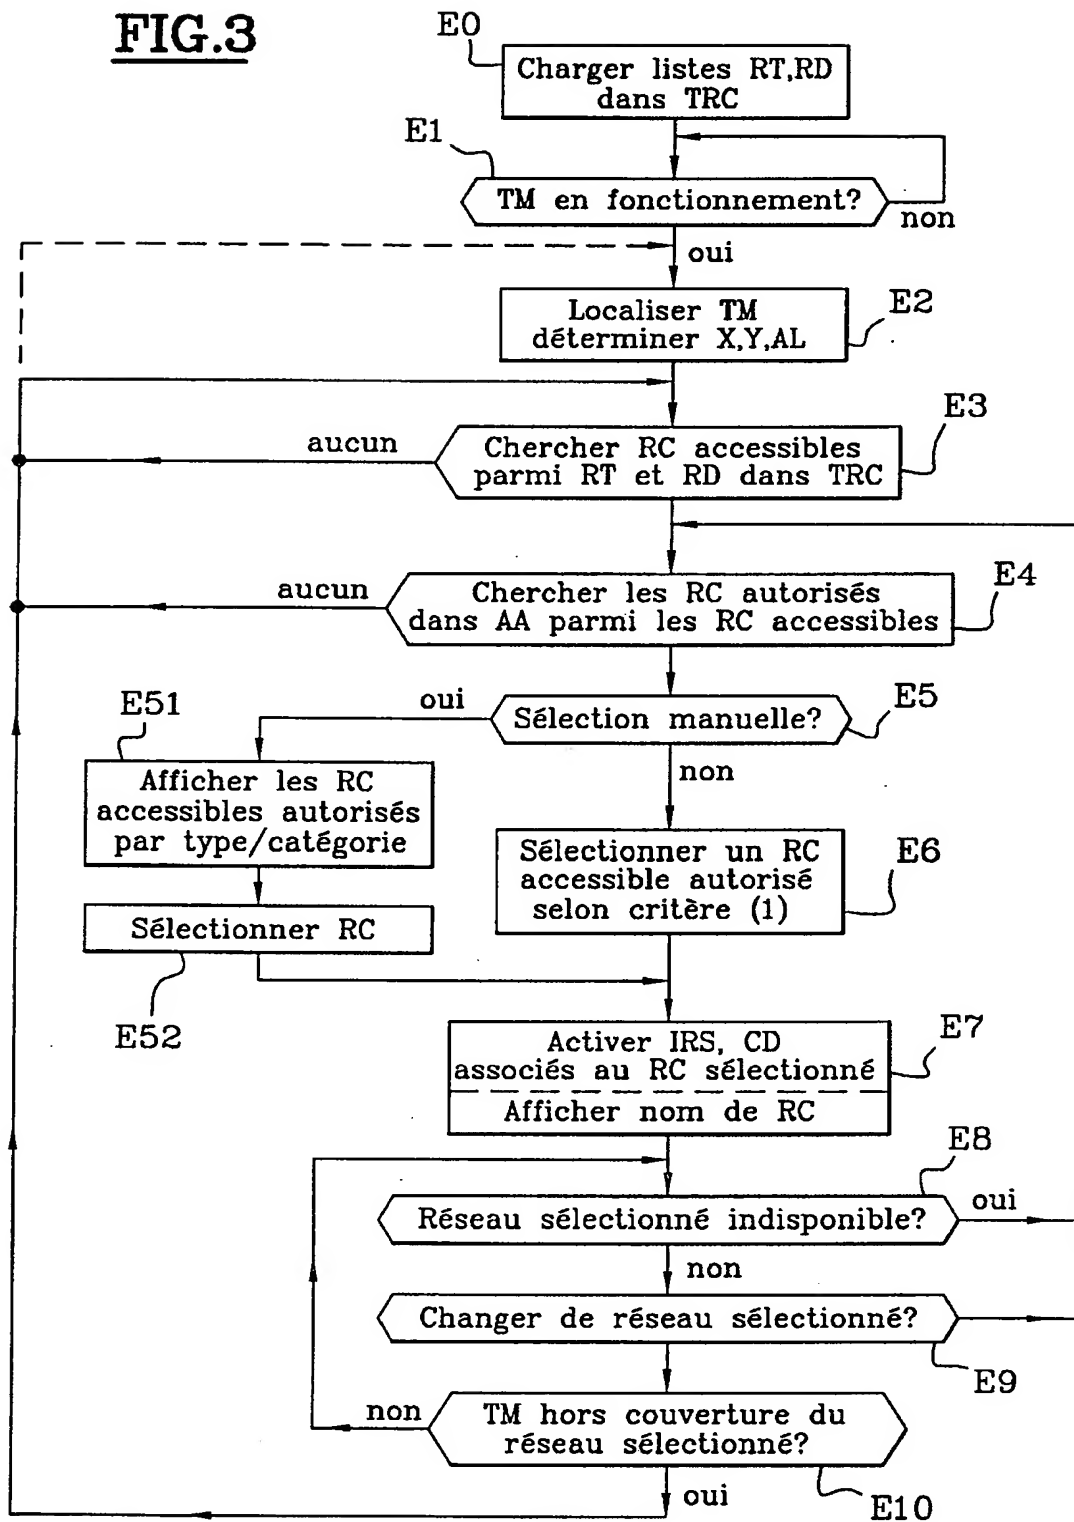 FIG.3
E0
Charger listes RT,RD
dans TRC
E1
TM en fonctionnement?
non
oui
Localiser TM
déterminer X,Y,AL
E2
E3
aucun
Chercher RC accessibles
parmi RT et RD dans TRC
E4
aucun
Chercher les RC autorisés
dans AA parmi les RC accessibles
E5
oui
Sélection manuelle?
E51
non
Afficher les RC
accessibles autorisés
par type/catégorie
Sélectionner un RC
accessible autorisé
selon critère (1)
E6
Sélectionner RC
E52
Activer IRS, CD
associés au RC sélectionné
Afficher nom de RC
E7
E8
Réseau sélectionné indisponible?
oui
non
Changer de réseau sélectionné?
E9
non
TM hors couverture du
réseau sélectionné?
oui
E10